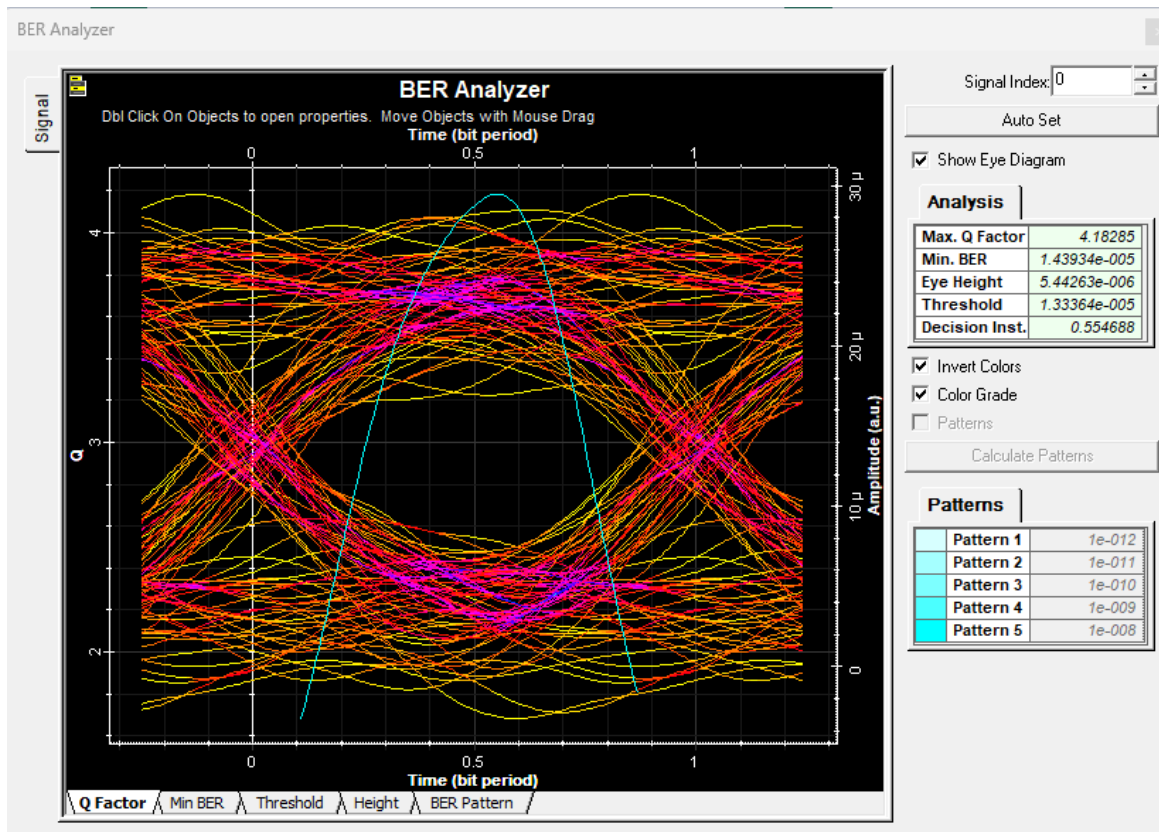 BER Analyzer
Signal
BER Analyzer
Dbl Click On Objects to open properties. Move Objects with Mouse Drag
Time (bit period)
0 0.5 1
4
3
2
Q
30 µ
20 µ
10 µ
0
Amplitude (a.u.)
0 0.5 1
Time (bit period)
Q Factor Min BER Threshold Height BER Pattern
Signal Index: 0
Auto Set
Show Eye Diagram
Analysis
Max. Q Factor 4.18285
Min. BER 1.43934e-005
Eye Height 5.44263e-006
Threshold 1.33364e-005
Decision Inst. 0.554688
Invert Colors
Color Grade
Patterns
Calculate Patterns
Patterns
Pattern 1 1e-012
Pattern 2 1e-011
Pattern 3 1e-010
Pattern 4 1e-009
Pattern 5 1e-008